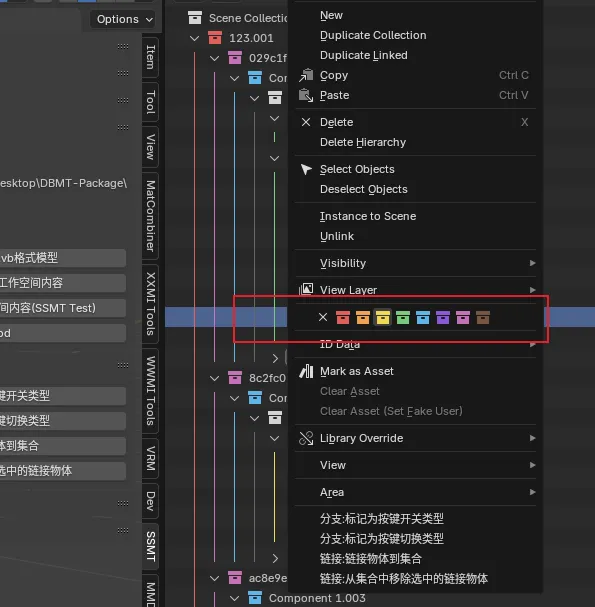 Options
Scene Collectio
123.001
029c1f
Cor
8c2fc0
Cor
ac8e9e
Component 1.003
esktop\DBMT-Package\
vb格式模型
工作空间内容
间内容(SSMT Test)
od
键开关类型
键切换类型
体到集合
选中的链接物体
Item
Tool
View
MatCombiner
XXMI Tools
WWMI Tools
VRM
Dev
SSMT
MMD
New
Duplicate Collection
Duplicate Linked
Copy Ctrl C
Paste Ctrl V
Delete X
Delete Hierarchy
Select Objects
Deselect Objects
Instance to Scene
Unlink
Visibility
View Layer
ID Data
Mark as Asset
Clear Asset
Clear Asset (Set Fake User)
Library Override
View
Area
分支:标记为按键开关类型
分支:标记为按键切换类型
链接:链接物体到集合
链接:从集合中移除选中的链接物体